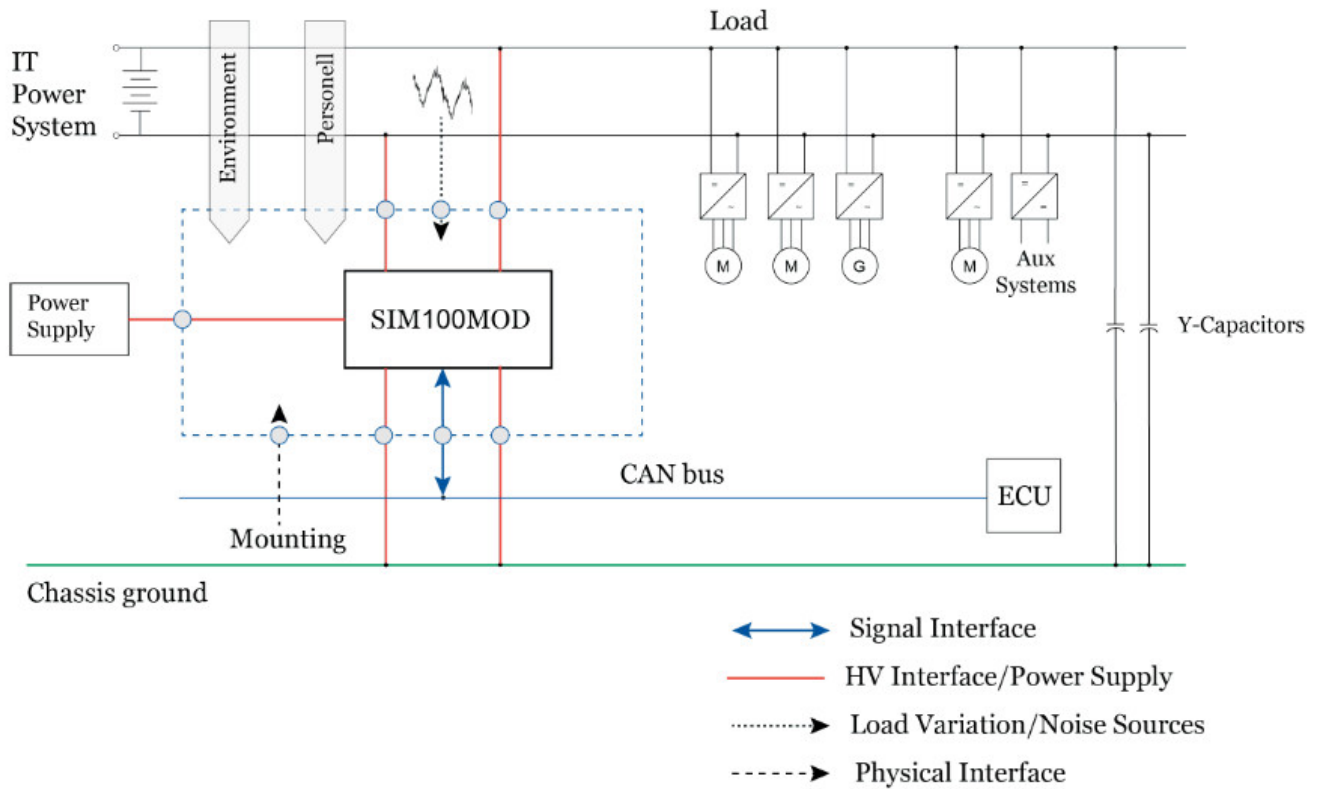 Load
IT
Power
System
Environment
Personell
M
M
G
M
Aux
Systems
Power
Supply
SIM100MOD
Y-Capacitors
CAN bus
ECU
Mounting
Chassis ground
Signal Interface
HV Interface/Power Supply
Load Variation/Noise Sources
Physical Interface